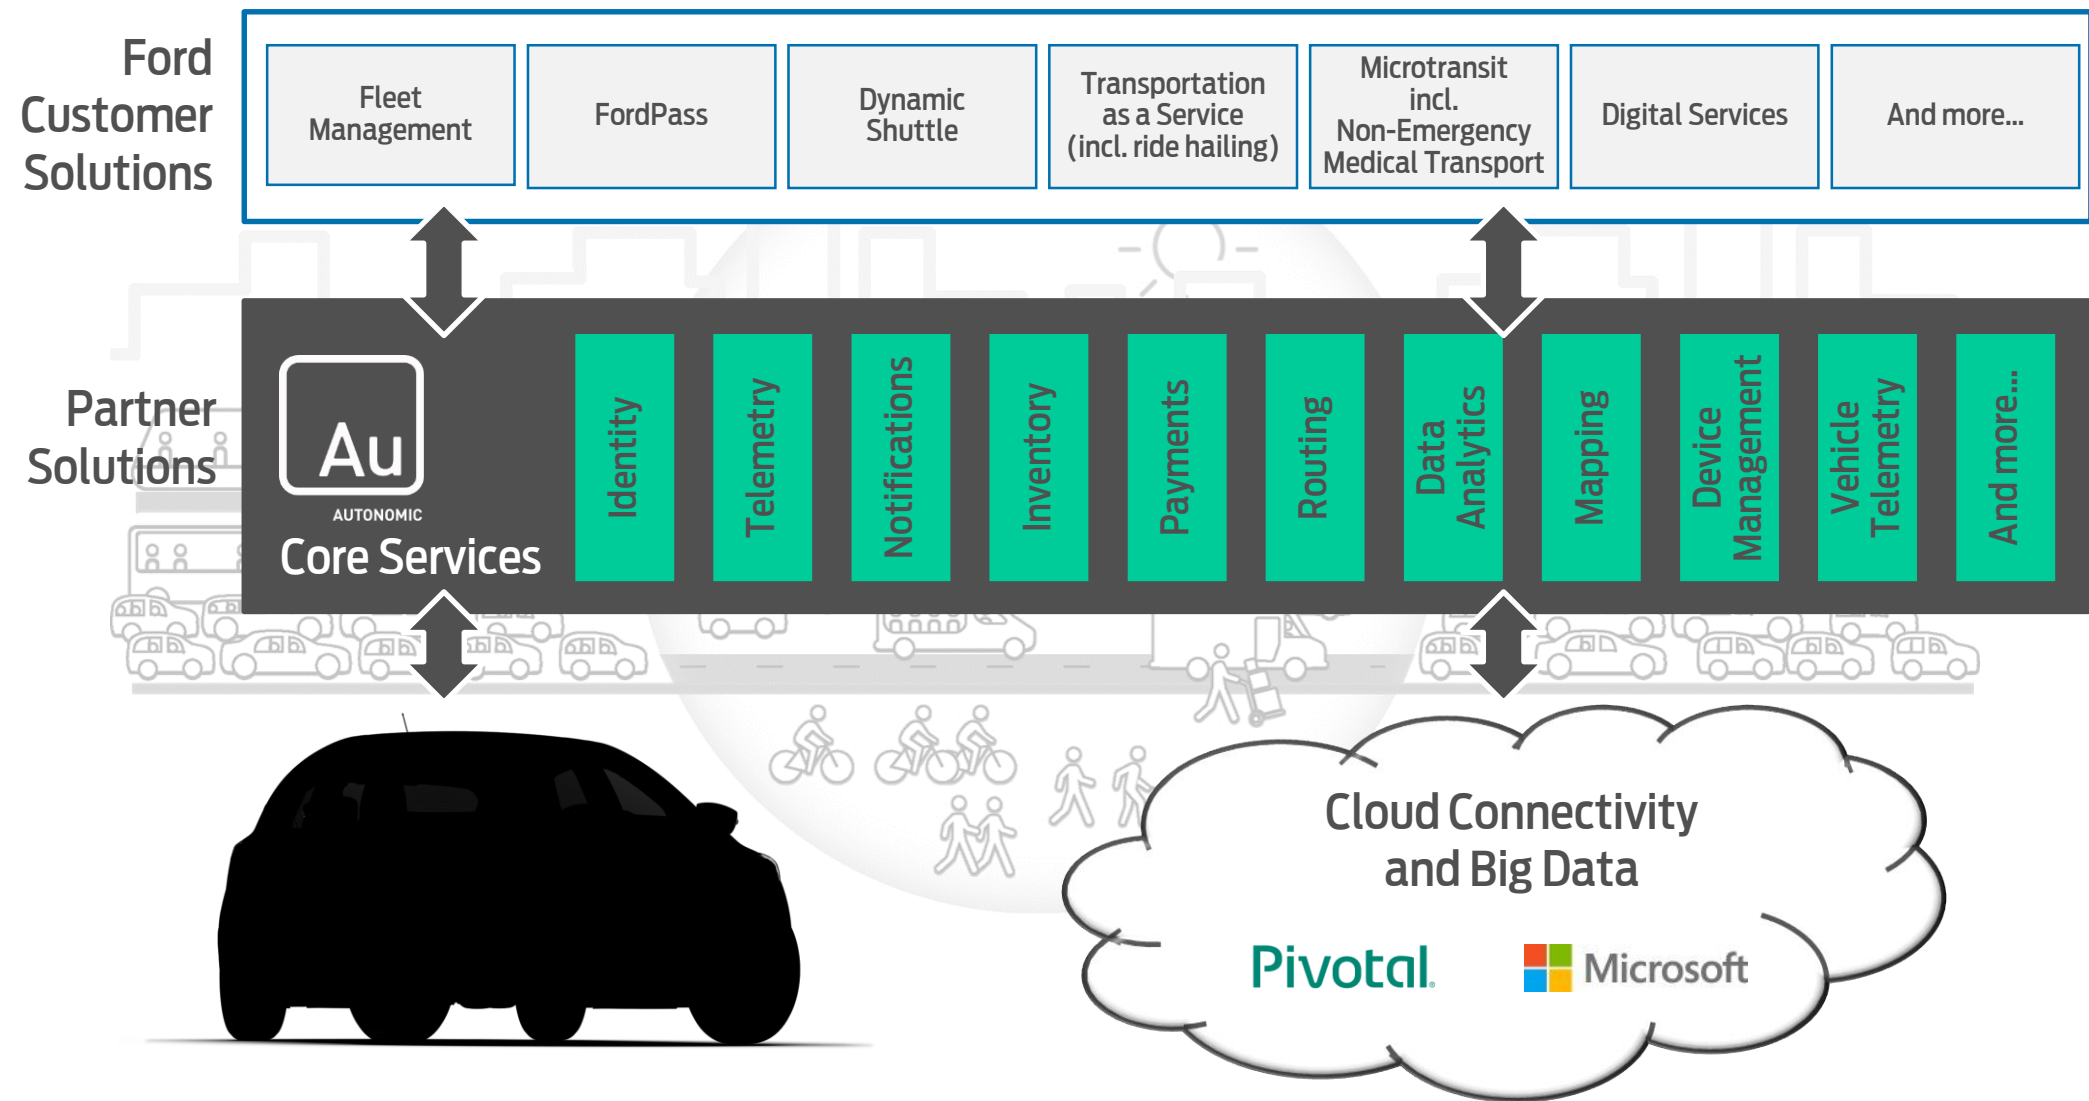 Ford
Customer
Solutions
Fleet
Management
FordPass
Dynamic
Shuttle
Transportation
as a Service
(incl. ride hailing)
Microtransit
incl.
Non-Emergency
Medical Transport
Digital Services
And more...
Partner
Solutions
Au
AUTONOMIC
Core Services
Identity
Telemetry
Notifications
Inventory
Payments
Routing
Data
Analytics
Mapping
Device
Management
Vehicle
Telemetry
And more...
Cloud Connectivity
and Big Data
Pivotal.
Microsoft